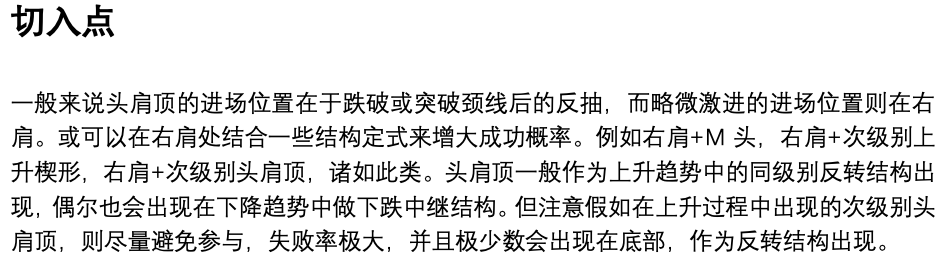 切入点
一般来说头肩顶的进场位置在于跌破或突破颈线后的反抽，而略微激进的进场位置则在右
肩。或可以在右肩处结合一些结构定式来增大成功概率。例如右肩+M 头，右肩+次级别上
升楔形，右肩+次级别头肩顶，诸如此类。头肩顶一般作为上升趋势中的同级别反转结构出
现，偶尔也会出现在下降趋势中做下跌中继结构。但注意假如在上升过程中出现的次级别头
肩顶，则尽量避免参与，失败率极大，并且极少数会出现在底部，作为反转结构出现。